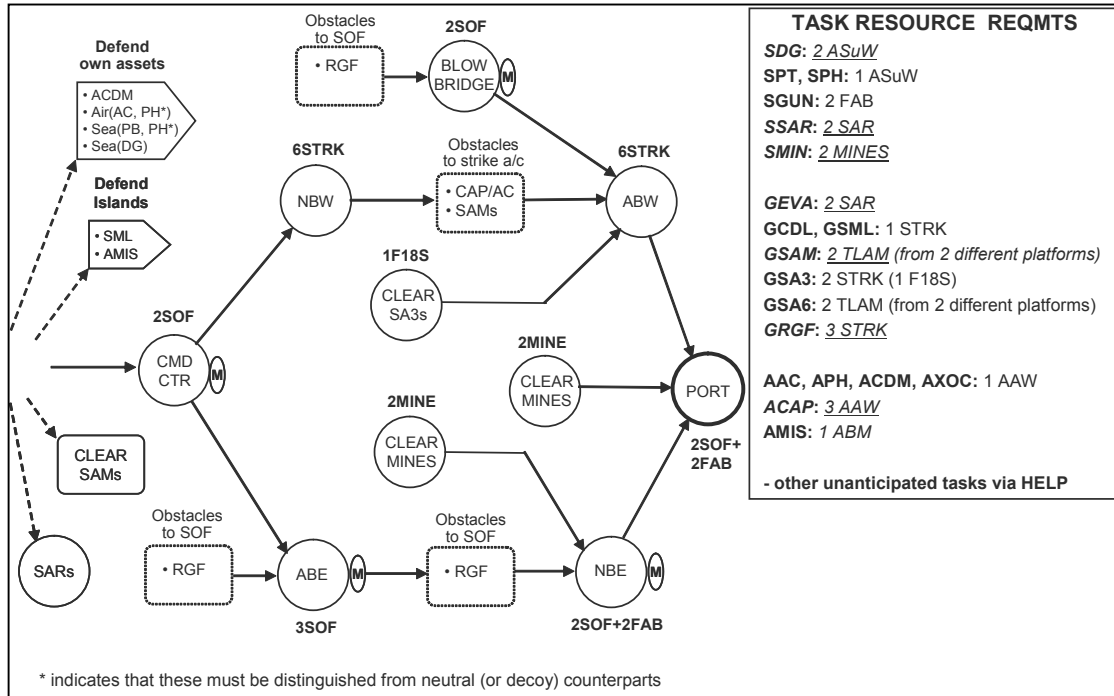 Defend
own assets
• ACDM
• Air(AC, PH*)
• Sea(PB, PH*)
• Sea(DG)
Defend
Islands
• SML
• AMIS
Obstacles
to SOF
• RGF
2SOF
BLOW
BRIDGE
M
6STRK
NBW
Obstacles
to strike a/c
• CAP/AC
• SAMs
6STRK
ABW
1F18S
CLEAR
SA3s
2SOF
CMD
CTR
M
2MINE
CLEAR
MINES
2MINE
CLEAR
MINES
PORT
2SOF+
2FAB
CLEAR
SAMs
SARs
Obstacles
to SOF
• RGF
ABE
M
3SOF
Obstacles
to SOF
• RGF
NBE
M
2SOF+2FAB
* indicates that these must be distinguished from neutral (or decoy) counterparts
TASK RESOURCE REQMTS
SDG: 2 ASuW
SPT, SPH: 1 ASuW
SGUN: 2 FAB
SSAR: 2 SAR
SMIN: 2 MINES
GEVA: 2 SAR
GCDL, GSML: 1 STRK
GSAM: 2 TLAM (from 2 different platforms)
GSA3: 2 STRK (1 F18S)
GSA6: 2 TLAM (from 2 different platforms)
GRGF: 3 STRK
AAC, APH, ACDM, AXOC: 1 AAW
ACAP: 3 AAW
AMIS: 1 ABM
- other unanticipated tasks via HELP